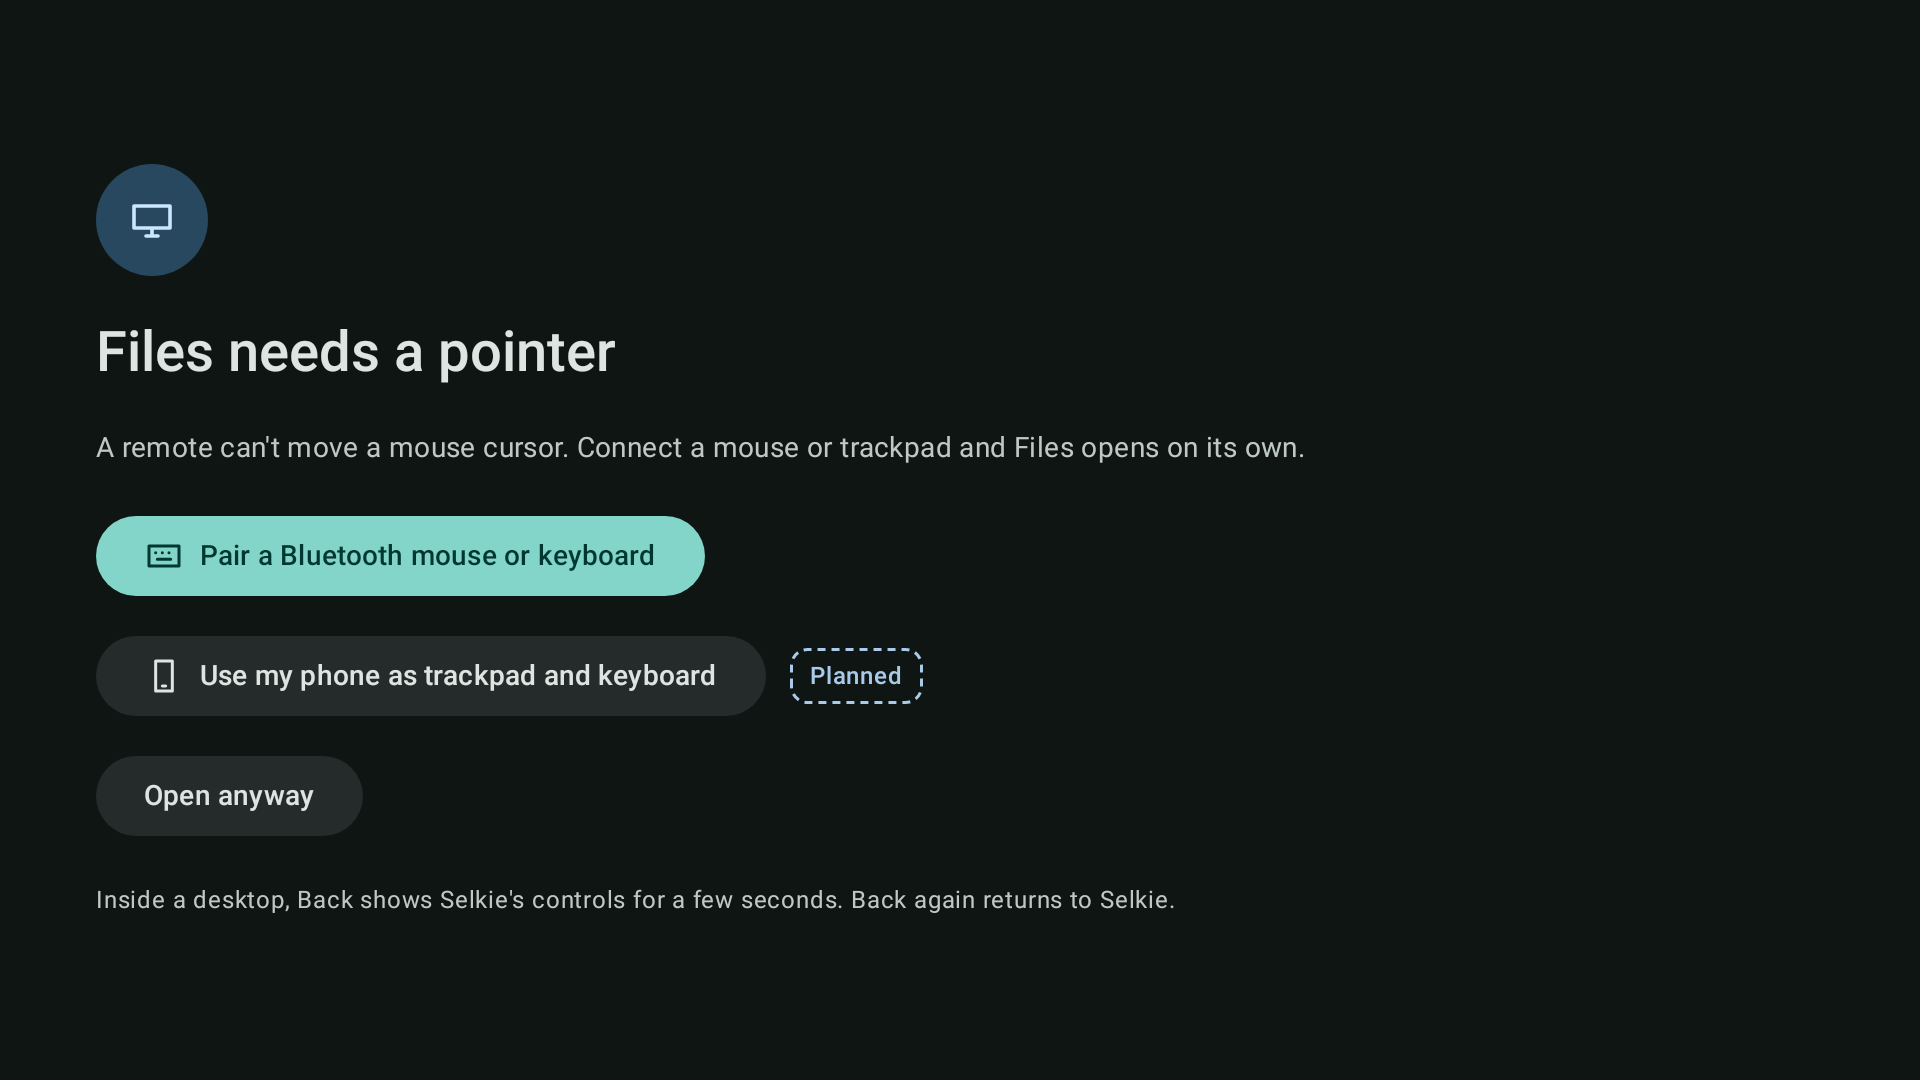 Files needs a pointer
A remote can't move a mouse cursor. Connect a mouse or trackpad and Files opens on its own.
Pair a Bluetooth mouse or keyboard
Use my phone as trackpad and keyboard
Planned
Open anyway
Inside a desktop, Back shows Selkie's controls for a few seconds. Back again returns to Selkie.